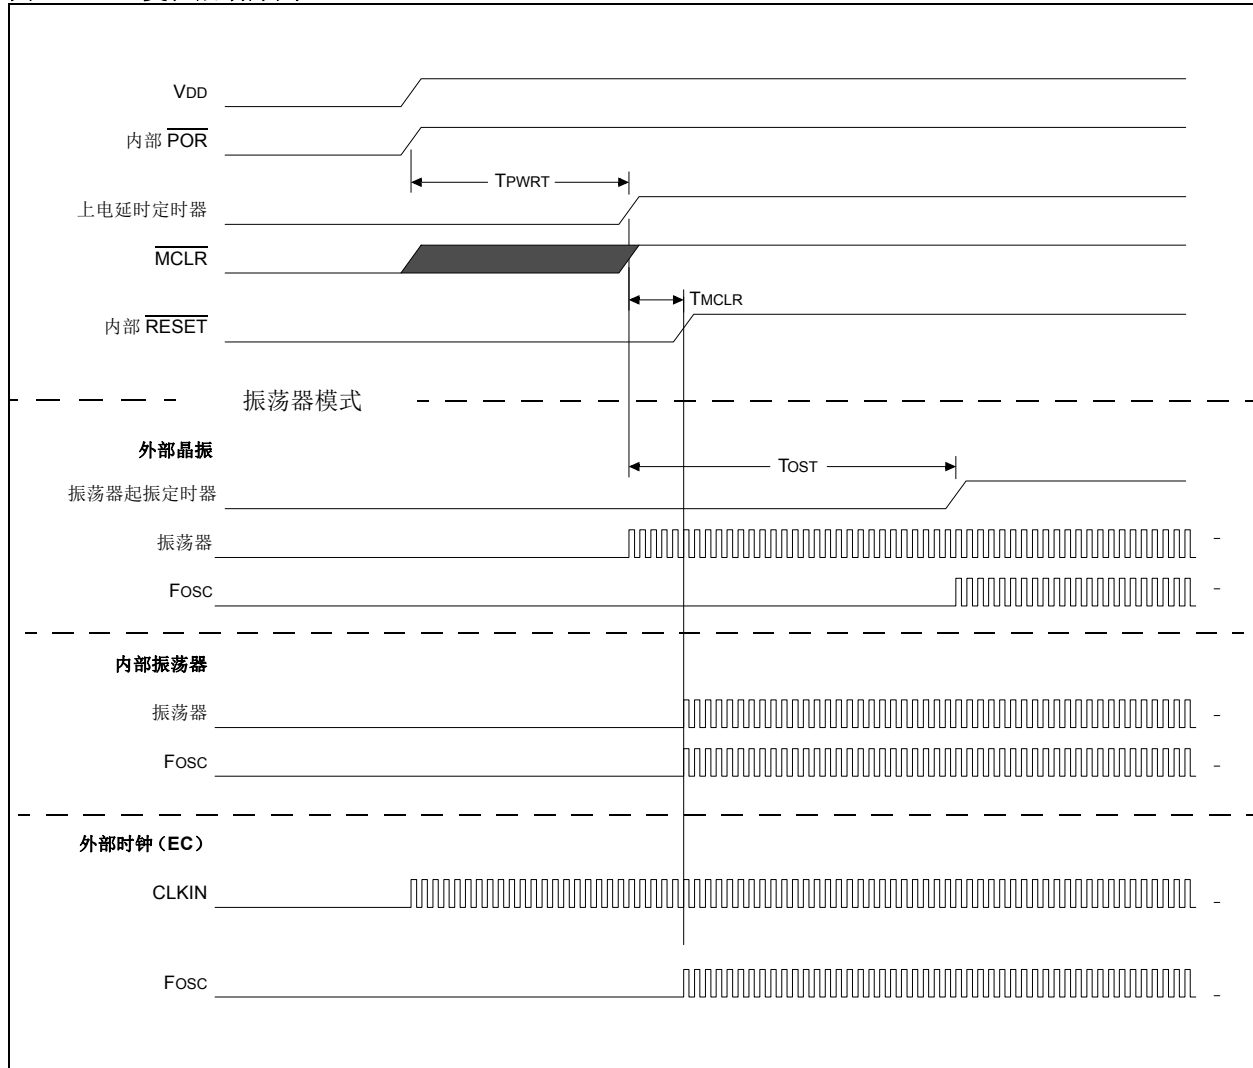 VDD
内部 POR
TPWRT
上电延时定时器
MCLR
TMCLR
内部 RESET
振荡器模式
外部晶振
TOST
振荡器起振定时器
振荡器
FOSC
内部振荡器
振荡器
FOSC
外部时钟（EC）
CLKIN
FOSC